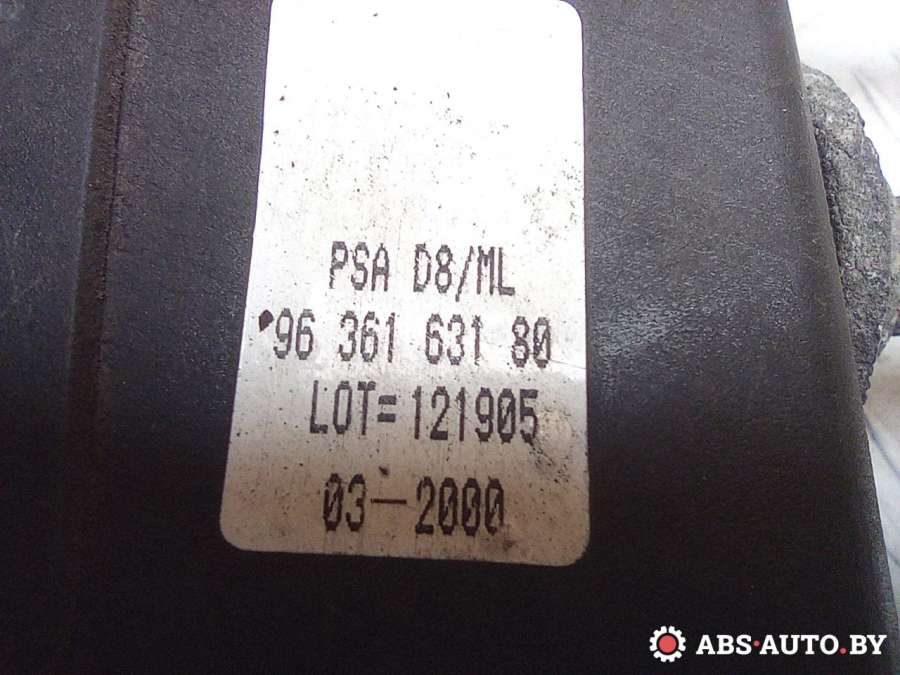 PSA D8/ML
96 361 631 80
LOT=121905
03-2000
ABS-AUTO.BY